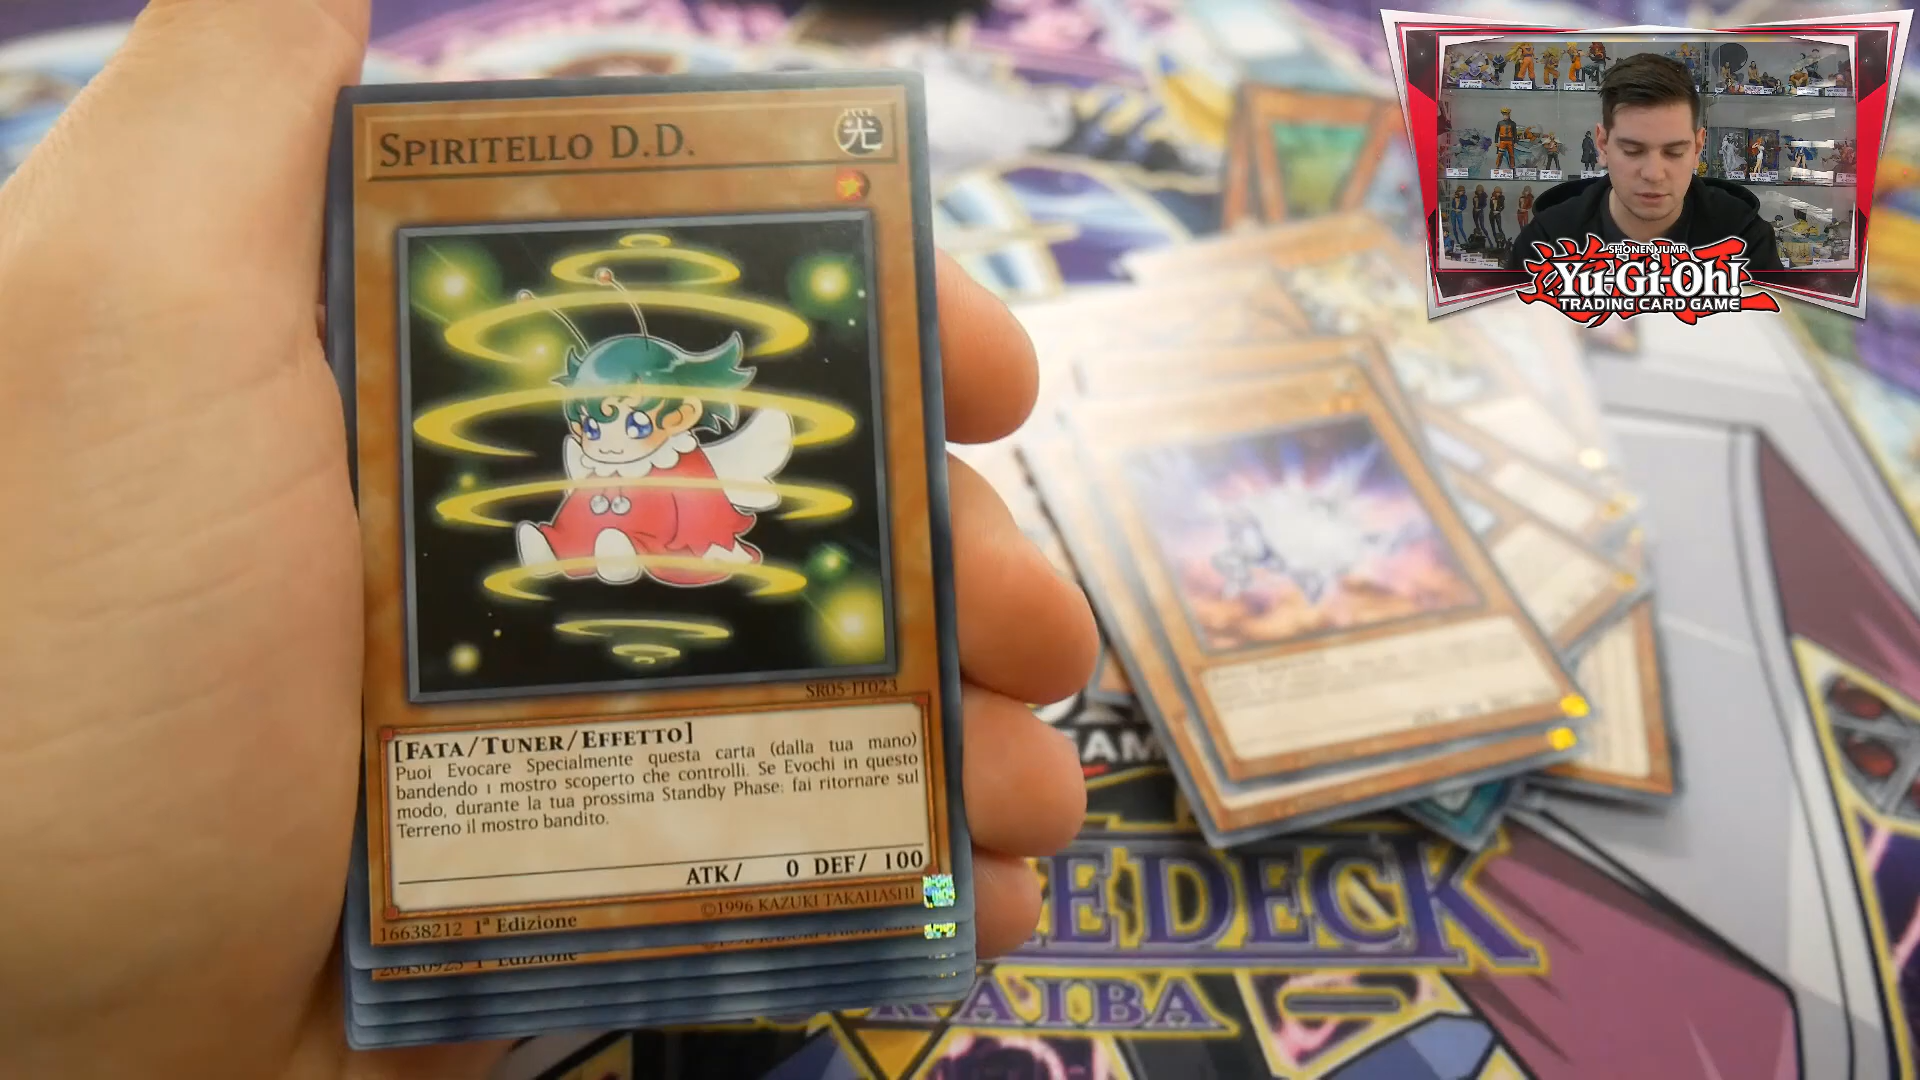 SPIRITELLO D.D.
光
SR05-IT023
[FATA/TUNER/EFFETTO]
Puoi Evocare Specialmente questa carta (dalla tua mano)
bandendo 1 mostro scoperto che controlli. Se Evochi in questo
modo, durante la tua prossima Standby Phase: fai ritornare sul
Terreno il mostro bandito.
ATK/ 0 DEF/ 100
©1996 KAZUKI TAKAHASHI
16638212 1ª Edizione
1ª Edizione
SHONEN JUMP
Yu-Gi-Oh!
TRADING CARD GAME
DECK
KAIBA